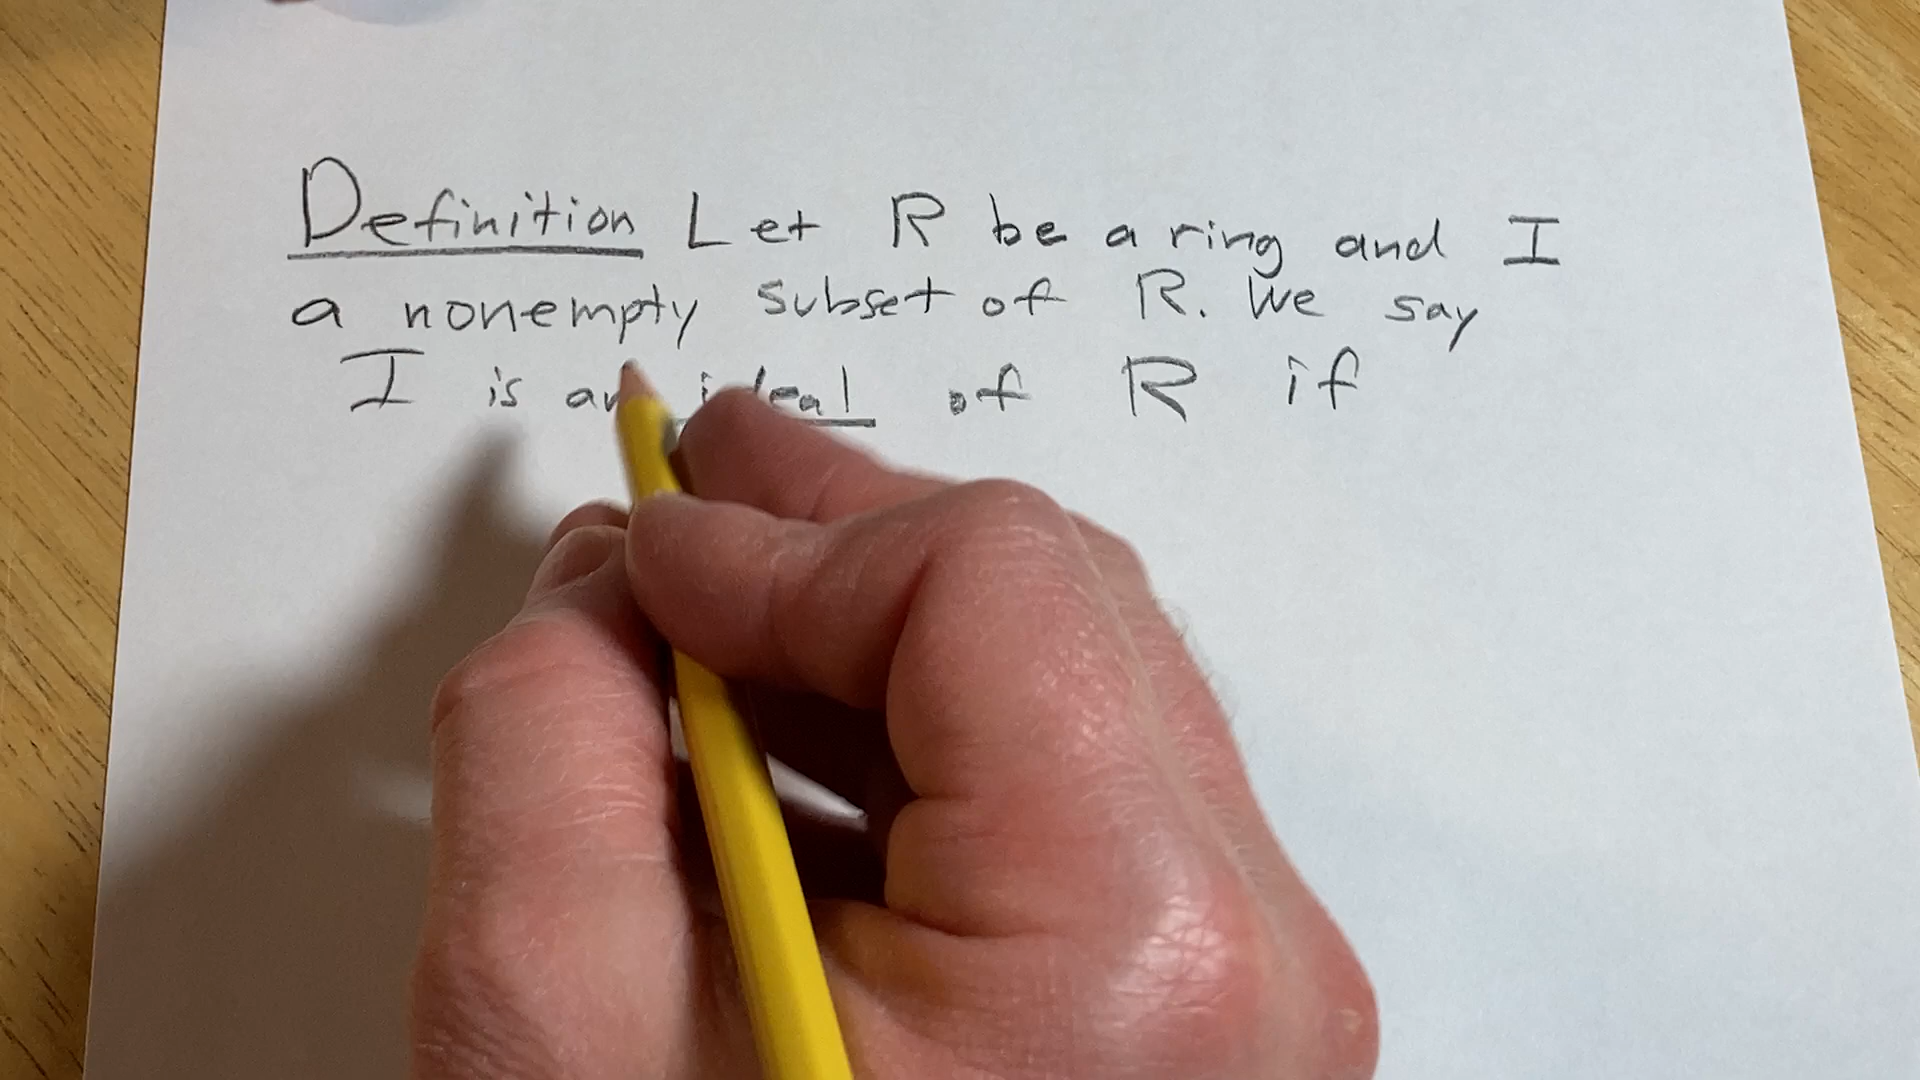 Definition Let R be a ring and I
a nonempty subset of R. We say
I is an ideal of R if